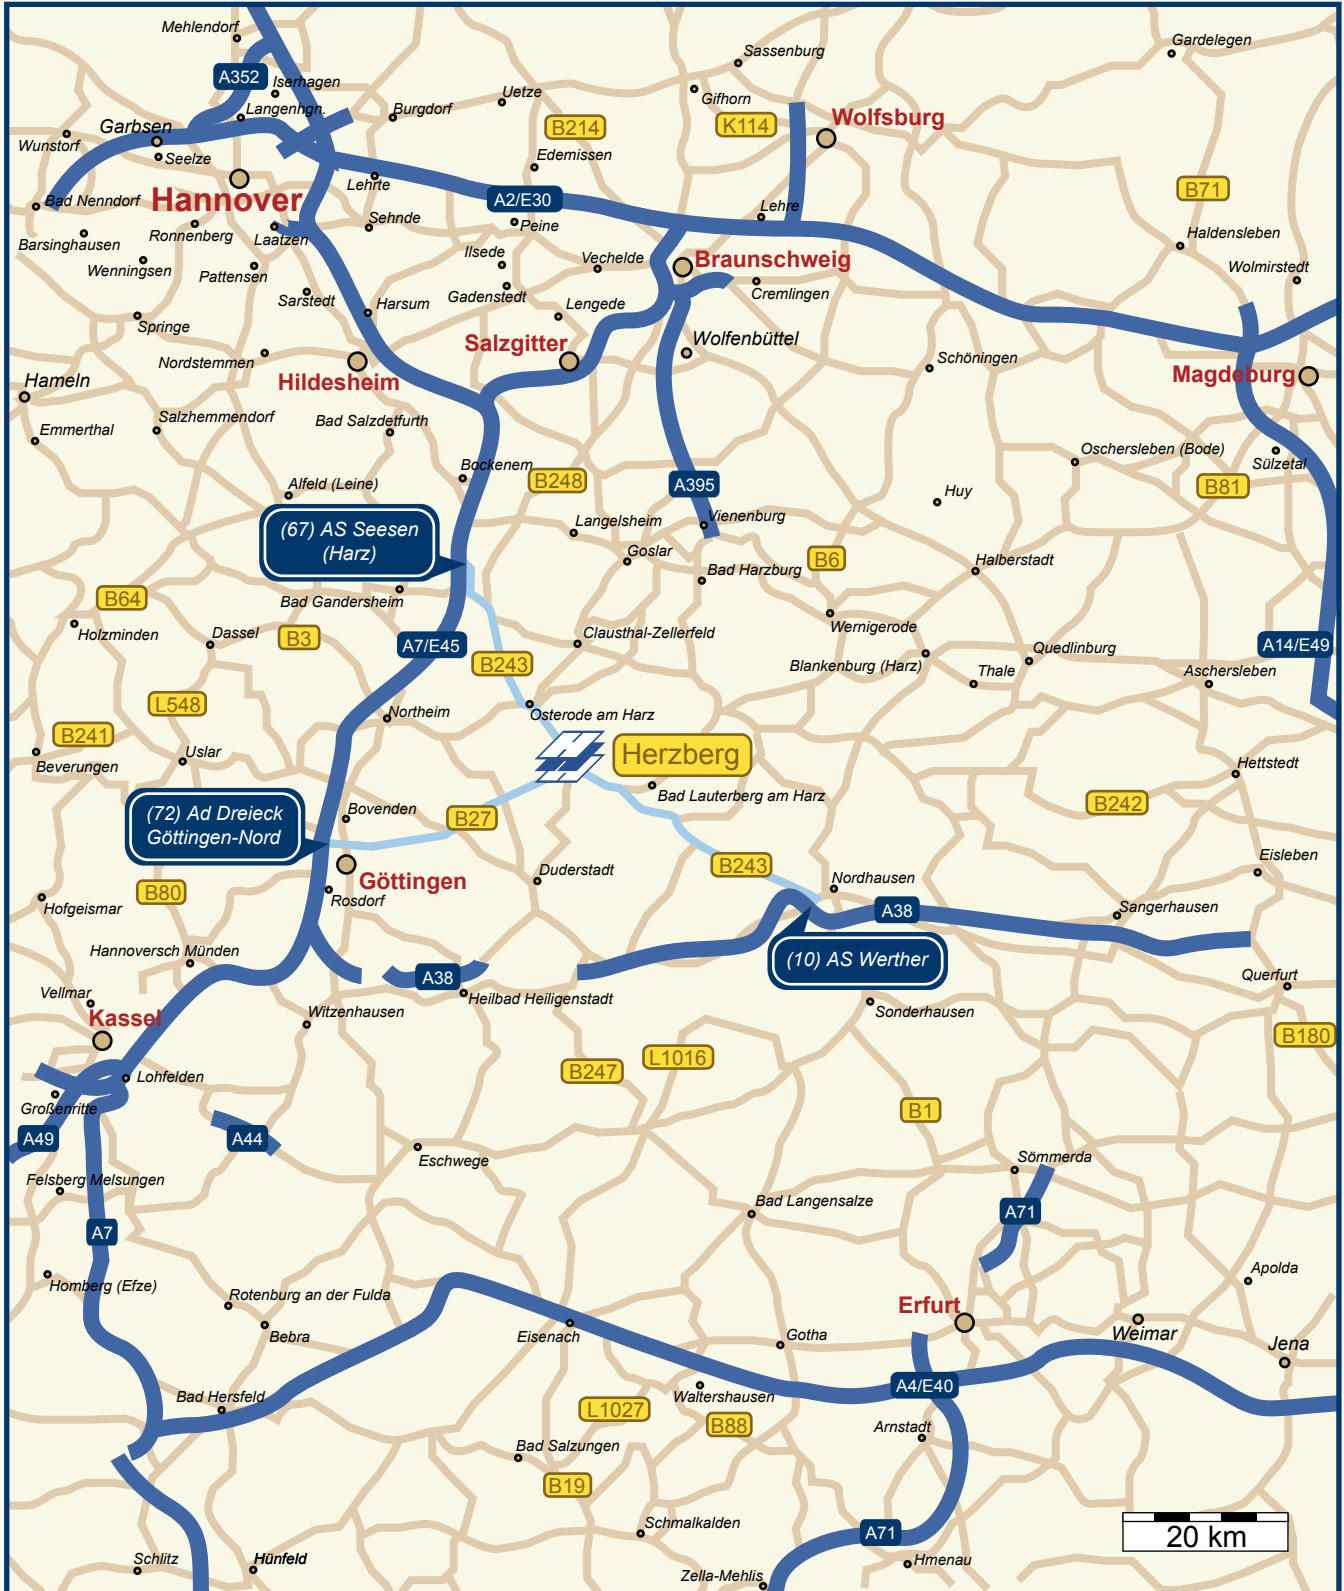 Mehlendorf
Sassenburg
Gardelegen
A352
Iserhagen
Uetze
Gifhorn
Langenhgn.
Burgdorf
Garbsen
B214
K114
Wolfsburg
Wunstorf
Seelze
Edemissen
Lehrte
Hannover
A2/E30
B71
Bad Nenndorf
Sehnde
Peine
Lehre
Barsinghausen
Ronnenberg
Laatzen
Ilsede
Vechelde
Braunschweig
Haldensleben
Wenningsen
Pattensen
Wolmirstedt
Sarstedt
Harsum
Gadenstedt
Lengede
Cremlingen
Springe
Nordstemmen
Salzgitter
Wolfenbüttel
Schöningen
Hameln
Hildesheim
Magdeburg
Salzhemmendorf
Bad Salzdetfurth
Emmerthal
Bockenem
Oschersleben (Bode)
Sülzetal
Alfeld (Leine)
B248
A395
Huy
B81
(67) AS Seesen
(Harz)
Langelsheim
Vienenburg
Goslar
Bad Harzburg
B6
Halberstadt
B64
Bad Gandersheim
Holzminden
Dassel
B3
A7/E45
Clausthal-Zellerfeld
Wernigerode
A14/E49
B243
Blankenburg (Harz)
Quedlinburg
Thale
Aschersleben
L548
Northeim
Osterode am Harz
B241
Uslar
Beverungen
Herzberg
Hettstedt
(72) Ad Dreieck
Göttingen-Nord
Bovenden
B27
Bad Lauterberg am Harz
B242
Göttingen
Duderstadt
B243
Eisleben
B80
Rosdorf
Nordhausen
Hofgeismar
A38
Sangerhausen
Hannoversch Münden
(10) AS Werther
A38
Querfurt
Vellmar
Heilbad Heiligenstadt
Kassel
Witzenhausen
Sonderhausen
B180
Lohfelden
B247
L1016
Großenritte
B1
A49
A44
Eschwege
Sömmerda
Felsberg
Melsungen
Bad Langensalze
A71
A7
Homberg (Efze)
Rotenburg an der Fulda
Apolda
Bebra
Eisenach
Gotha
Erfurt
Weimar
Jena
Bad Hersfeld
Waltershausen
A4/E40
L1027
B88
Arnstadt
Bad Salzungen
B19
Schmalkalden
A71
20 km
Schlitz
Hünfeld
Zella-Mehlis
Hmenau